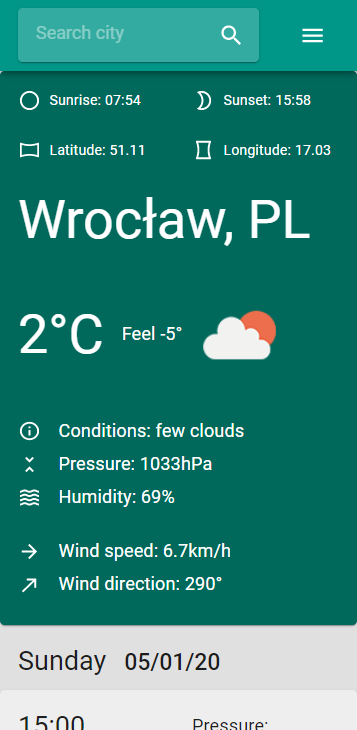 Search city
Sunrise: 07:54
Sunset: 15:58
Latitude: 51.11
Longitude: 17.03
Wrocław, PL
2°C
Feel -5°
Conditions: few clouds
Pressure: 1033hPa
Humidity: 69%
Wind speed: 6.7km/h
Wind direction: 290°
Sunday 05/01/20
15:00
Pressure: